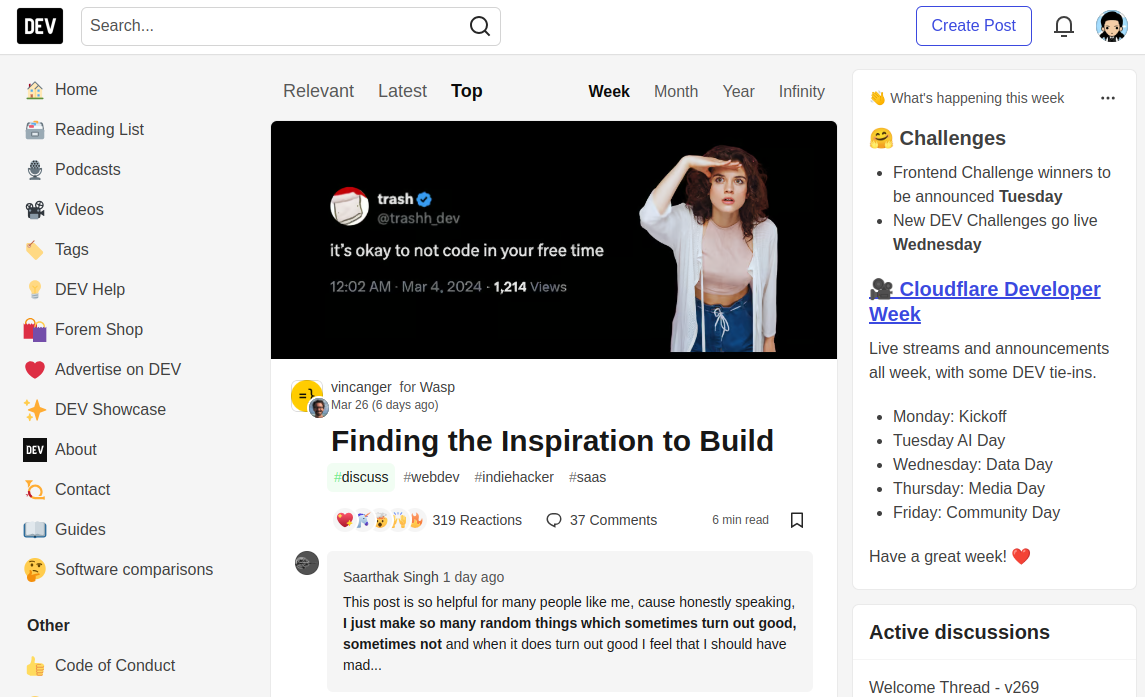 DEV
Search...
Create Post
Home
Reading List
Podcasts
Videos
Tags
DEV Help
Forem Shop
Advertise on DEV
DEV Showcase
DEV
About
Contact
Guides
Software comparisons
Other
Code of Conduct
Relevant Latest Top
Week Month Year Infinity
trash
@trashh_dev
it's okay to not code in your free time
12:02 AM · Mar 4, 2024 · 1,214 Views
=}
vincanger for Wasp
Mar 26 (6 days ago)
Finding the Inspiration to Build
#discuss #webdev #indiehacker #saas
319 Reactions 37 Comments 6 min read
Saarthak Singh 1 day ago
This post is so helpful for many people like me, cause honestly speaking,
I just make so many random things which sometimes turn out good,
sometimes not and when it does turn out good I feel that I should have
mad...
👋 What's happening this week
🤗 Challenges
• Frontend Challenge winners to
be announced Tuesday
• New DEV Challenges go live
Wednesday
🎥 Cloudflare Developer
Week
Live streams and announcements
all week, with some DEV tie-ins.
• Monday: Kickoff
• Tuesday AI Day
• Wednesday: Data Day
• Thursday: Media Day
• Friday: Community Day
Have a great week! ❤️
Active discussions
Welcome Thread - v269